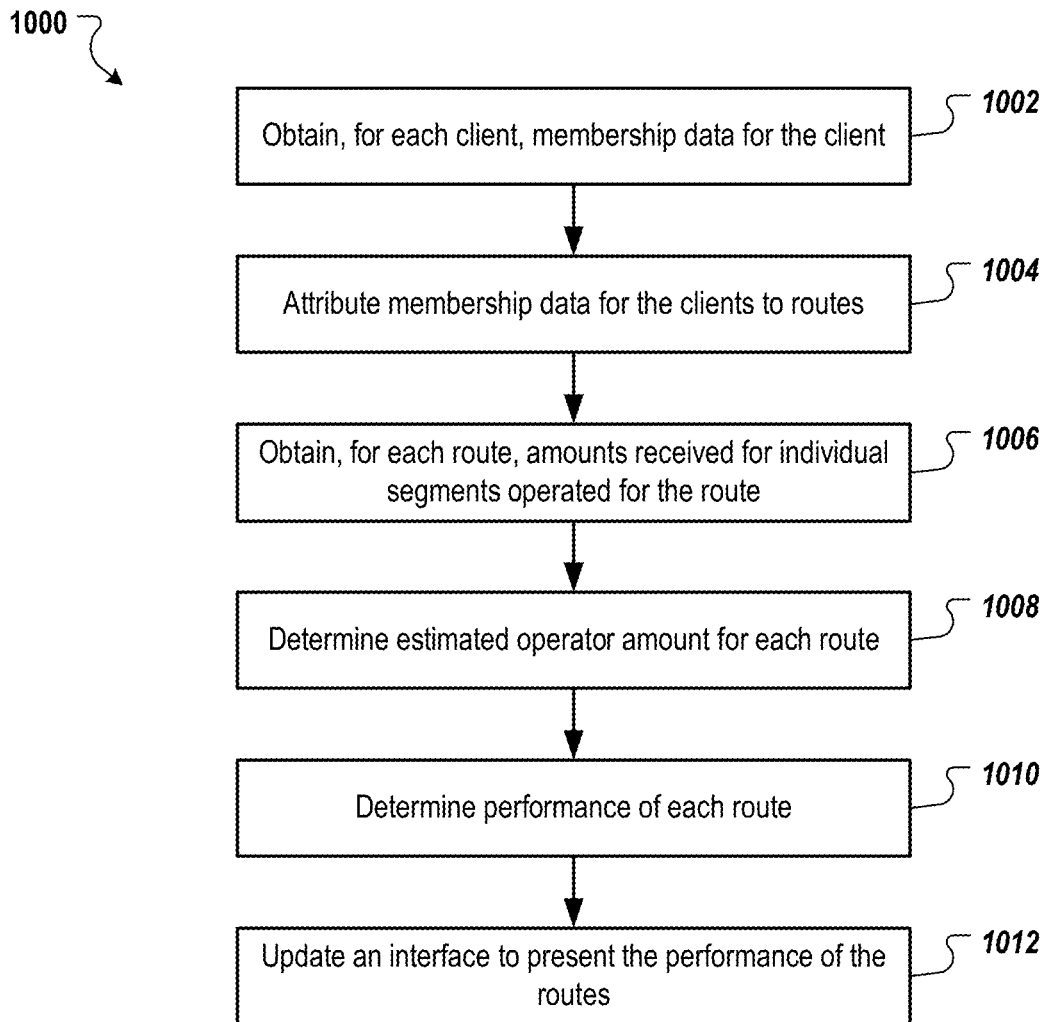 1000
1002
Obtain, for each client, membership data for the client
1004
Attribute membership data for the clients to routes
1006
Obtain, for each route, amounts received for individual
segments operated for the route
1008
Determine estimated operator amount for each route
1010
Determine performance of each route
1012
Update an interface to present the performance of the
routes